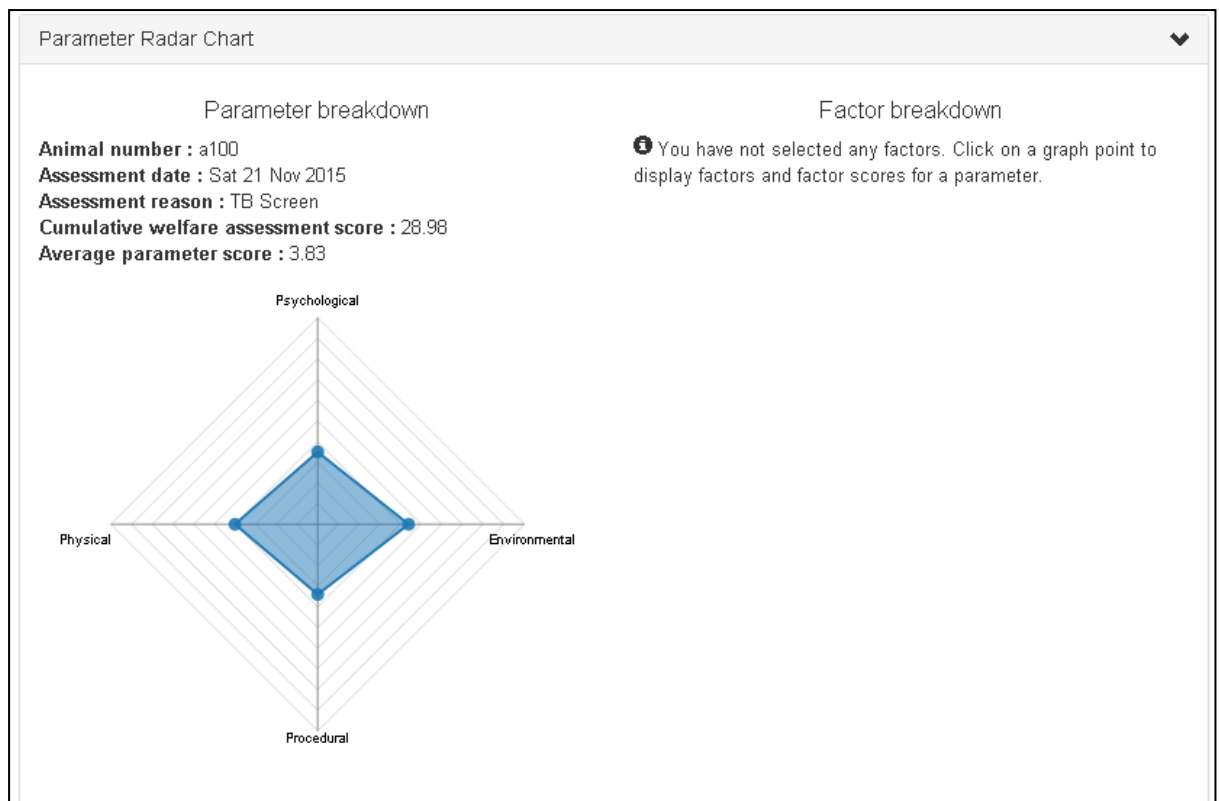 Parameter Radar Chart
Parameter breakdown
Animal number : a100
Assessment date : Sat 21 Nov 2015
Assessment reason : TB Screen
Cumulative welfare assessment score : 28.98
Average parameter score : 3.83
Psychological
Physical
Environmental
Procedural
Factor breakdown
You have not selected any factors. Click on a graph point to
display factors and factor scores for a parameter.